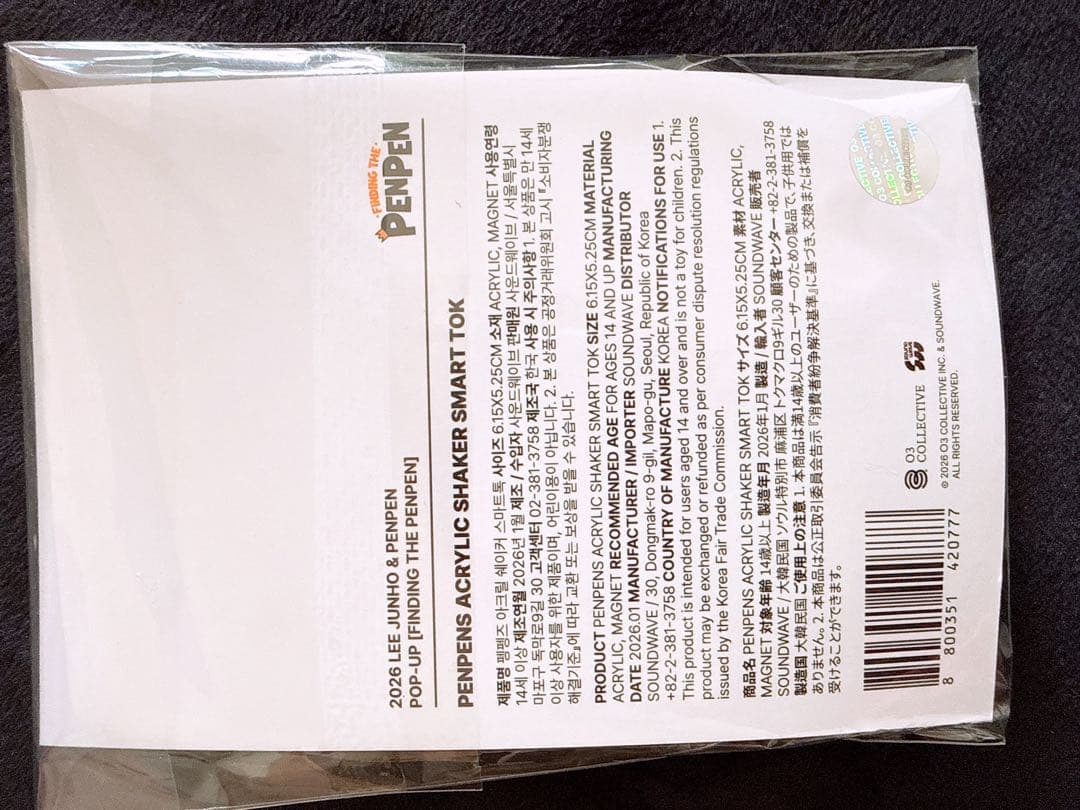 2026 LEE JUNHO & PENPEN
POP-UP [FINDING THE PENPEN]
FINDING THE
PENPEN
PENPENS ACRYLIC SHAKER SMART TOK
제품명 펜펜즈 아크릴 쉐이커 스마트톡 사이즈 6.15X5.25CM 소재 ACRYLIC, MAGNET 사용연령
14세 이상 제조연월 2026년 1월 제조 / 수입자 사운드웨이브 판매원 사운드웨이브 / 서울특별시
마포구 독막로9길 30 고객센터 02-381-3758 제조국 한국 사용 시 주의사항 1. 본 상품은 만 14세
이상 사용자를 위한 제품이며, 어린이용이 아닙니다. 2. 본 상품은 공정거래위원회 고시 『소비자분쟁
해결기준』에 따라 교환 또는 보상을 받을 수 있습니다.
PRODUCT PENPENS ACRYLIC SHAKER SMART TOK SIZE 6.15X5.25CM MATERIAL
ACRYLIC, MAGNET RECOMMENDED AGE FOR AGES 14 AND UP MANUFACTURING
DATE 2026.01 MANUFACTURER / IMPORTER SOUNDWAVE DISTRIBUTOR
SOUNDWAVE / 30, Dongmak-ro 9-gil, Mapo-gu, Seoul, Republic of Korea
+82-2-381-3758 COUNTRY OF MANUFACTURE KOREA NOTIFICATIONS FOR USE 1.
This product is intended for users aged 14 and over and is not a toy for children. 2. This
product may be exchanged or refunded as per consumer dispute resolution regulations
issued by the Korea Fair Trade Commission.
商品名 PENPENS ACRYLIC SHAKER SMART TOK サイズ 6.15X5.25CM 素材 ACRYLIC,
MAGNET 対象年齢 14歳以上 製造年月 2026年1月 製造 / 輸入者 SOUNDWAVE 販売者
SOUNDWAVE / 大韓民国 ソウル特別市 麻浦区 トクマクロ9ギル30 顧客センター +82-2-381-3758
製造国 大韓民国 ご使用上の注意 1. 本商品は満14歳以上のユーザーのための製品で、子供用では
ありません。2. 本商品は公正取引委員会告示『消費者紛争解決基準』に基づき、交換または補償を
受けることができます。
8 800351 420777
O3
COLLECTIVE
© 2026 O3 COLLECTIVE INC. & SOUNDWAVE.
ALL RIGHTS RESERVED.